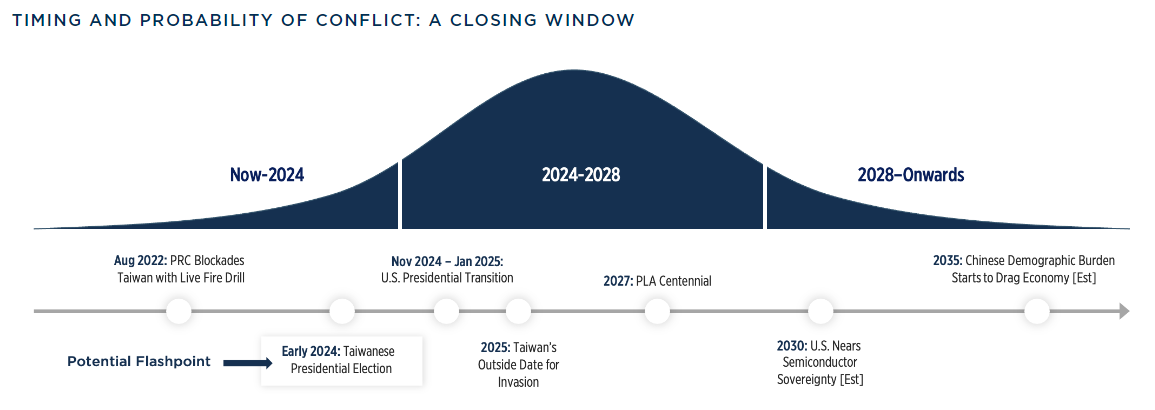 TIMING AND PROBABILITY OF CONFLICT: A CLOSING WINDOW
Now-2024
2024-2028
2028–Onwards
Aug 2022: PRC Blockades
Taiwan with Live Fire Drill
Nov 2024 – Jan 2025:
U.S. Presidential Transition
2027: PLA Centennial
2035: Chinese Demographic Burden
Starts to Drag Economy [Est]
Potential Flashpoint
Early 2024: Taiwanese
Presidential Election
2025: Taiwan's
Outside Date for
Invasion
2030: U.S. Nears
Semiconductor
Sovereignty [Est]